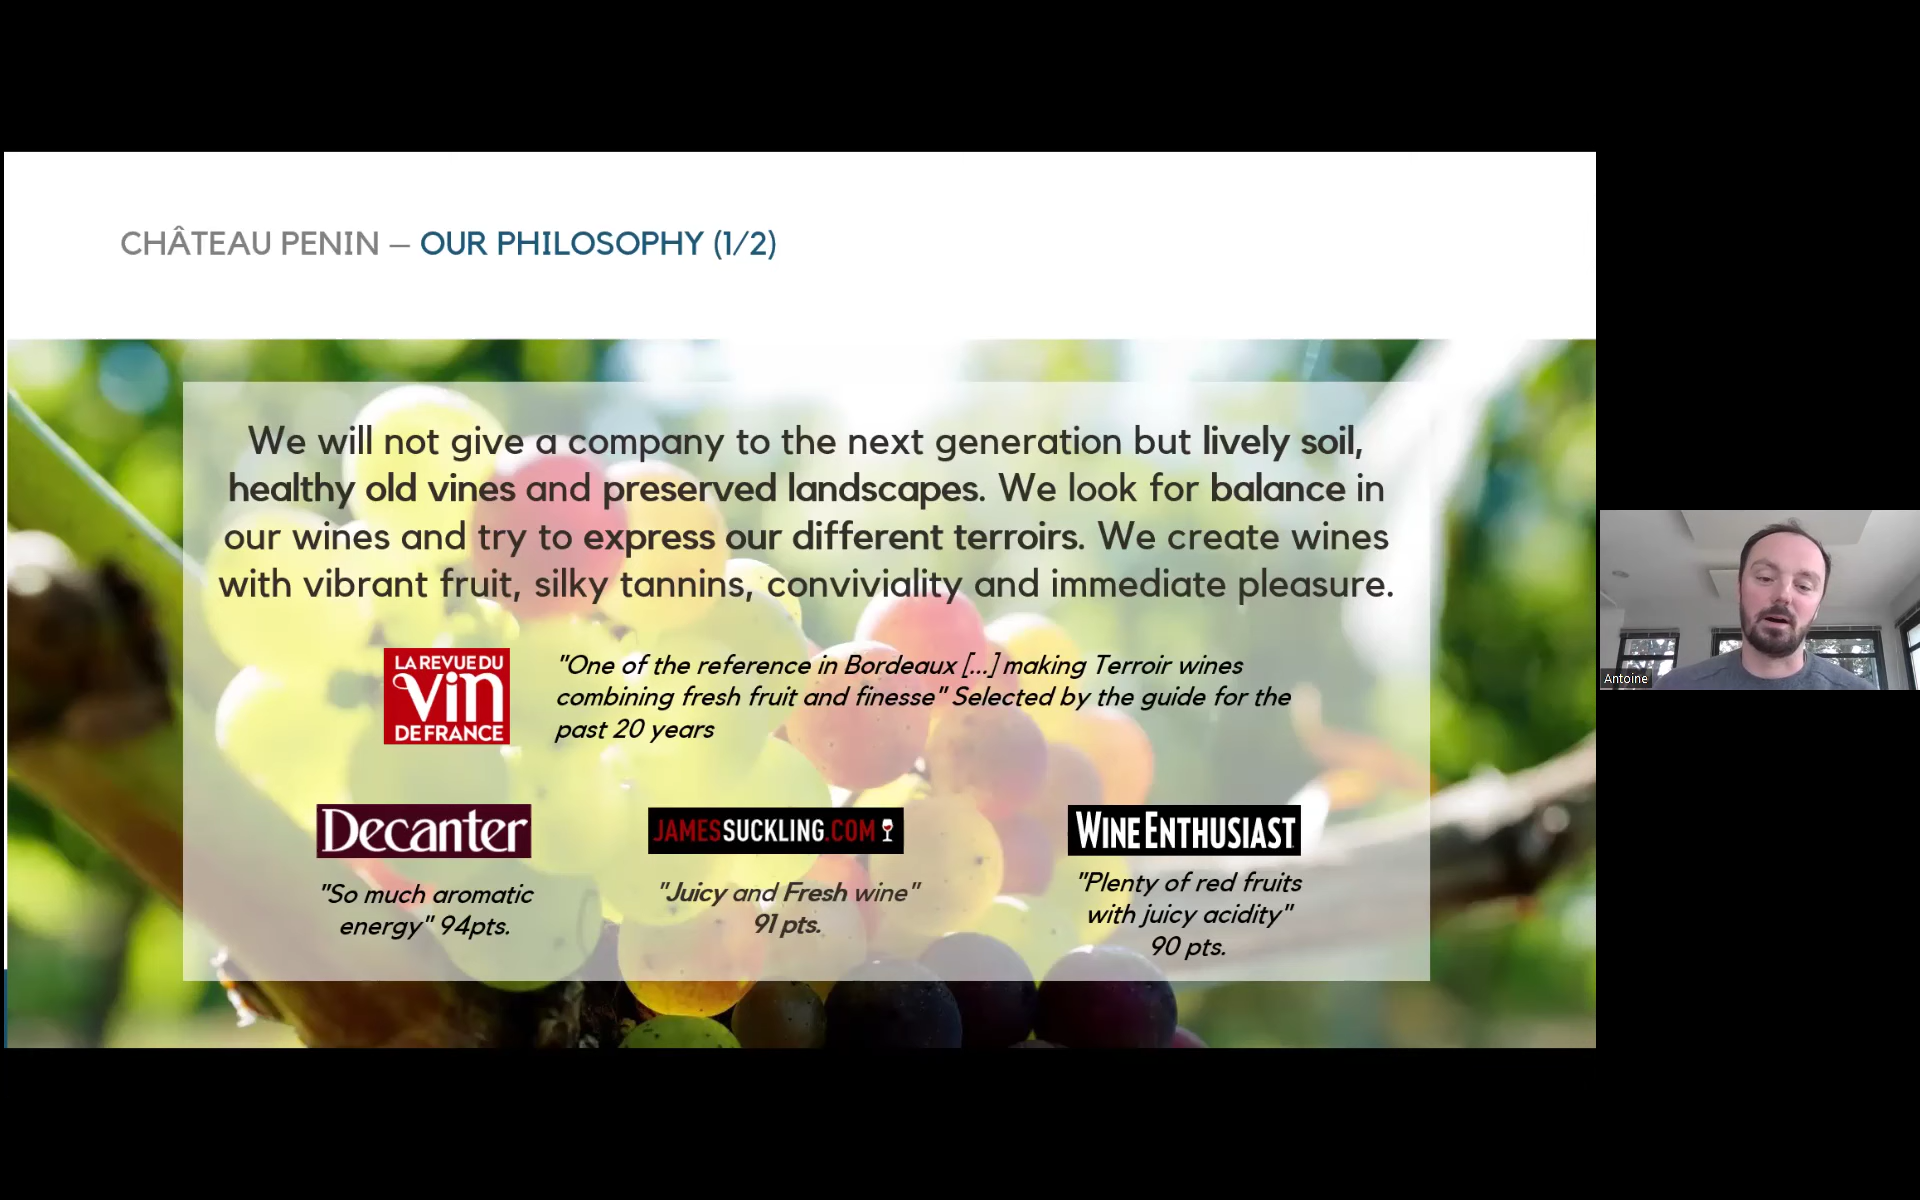 CHÂTEAU PENIN – OUR PHILOSOPHY (1/2)
We will not give a company to the next generation but lively soil,
healthy old vines and preserved landscapes. We look for balance in
our wines and try to express our different terroirs. We create wines
with vibrant fruit, silky tannins, conviviality and immediate pleasure.
LA REVUE DU
vin
DE FRANCE
"One of the reference in Bordeaux [...] making Terroir wines
combining fresh fruit and finesse" Selected by the guide for the
past 20 years
Decanter
"So much aromatic
energy" 94pts.
JAMESSUCKLING.COM
"Juicy and Fresh wine"
91 pts.
WINE ENTHUSIAST
"Plenty of red fruits
with juicy acidity"
90 pts.
Antoine